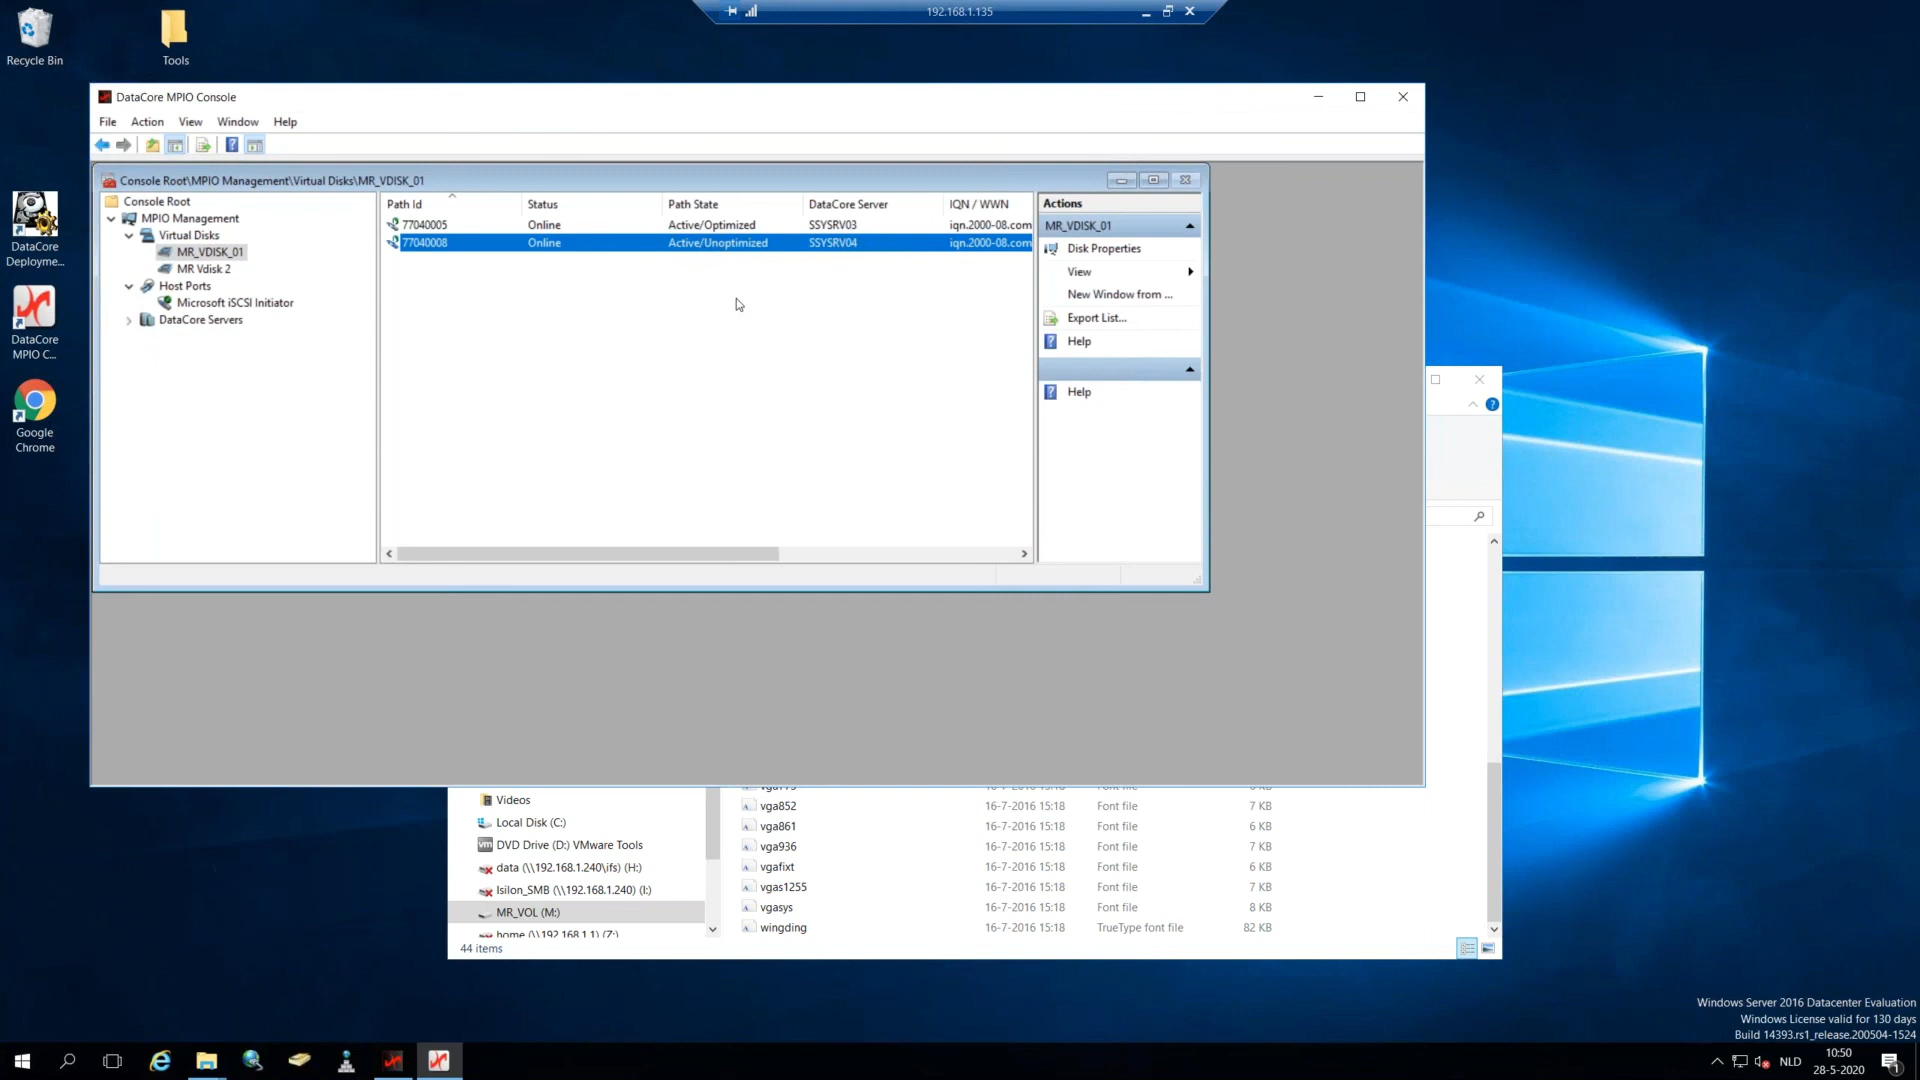 192.168.1.135
Recycle Bin
Tools
DataCore MPIO Console
File Action View Window Help
Console Root\MPIO Management\Virtual Disks\MR_VDISK_01
Console Root
MPIO Management
Virtual Disks
MR_VDISK_01
MR Vdisk 2
Host Ports
Microsoft iSCSI Initiator
DataCore Servers
Path Id Status Path State DataCore Server IQN / WWN
77040005 Online Active/Optimized SSYSRV03 iqn.2000-08.com
77040008 Online Active/Unoptimized SSYSRV04 iqn.2000-08.com
Actions
MR_VDISK_01
Disk Properties
View
New Window from ...
Export List...
Help
Help
DataCore
Deployme...
DataCore
MPIO C...
Google
Chrome
Videos
Local Disk (C:)
DVD Drive (D:) VMware Tools
data (\\192.168.1.240\ifs) (H:)
Isilon_SMB (\\192.168.1.240) (I:)
MR_VOL (M:)
home (\\192.168.1.1) (Z:)
vga852 16-7-2016 15:18 Font file 7 KB
vga861 16-7-2016 15:18 Font file 6 KB
vga936 16-7-2016 15:18 Font file 7 KB
vgafixt 16-7-2016 15:18 Font file 6 KB
vgas1255 16-7-2016 15:18 Font file 7 KB
vgasys 16-7-2016 15:18 Font file 8 KB
wingding 16-7-2016 15:18 TrueType font file 82 KB
44 items
Windows Server 2016 Datacenter Evaluation
Windows License valid for 130 days
Build 14393.rs1_release.200504-1524
NLD
10:50
28-5-2020
1